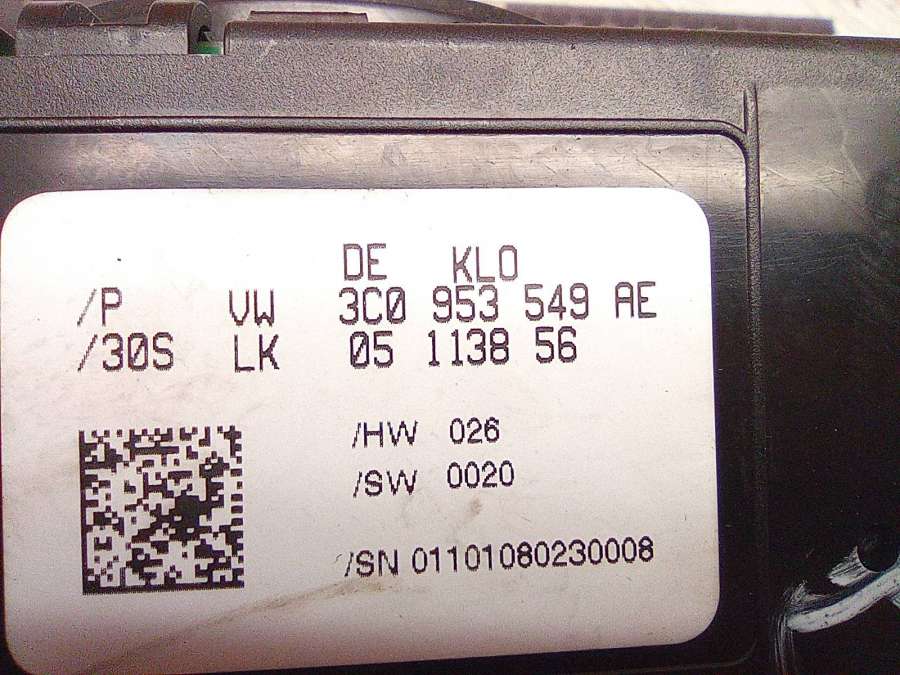 DE KLO
/P VW 3C0 953 549 AE
/30S LK 05 1138 56
/HW 026
/SW 0020
/SN 01101080230008